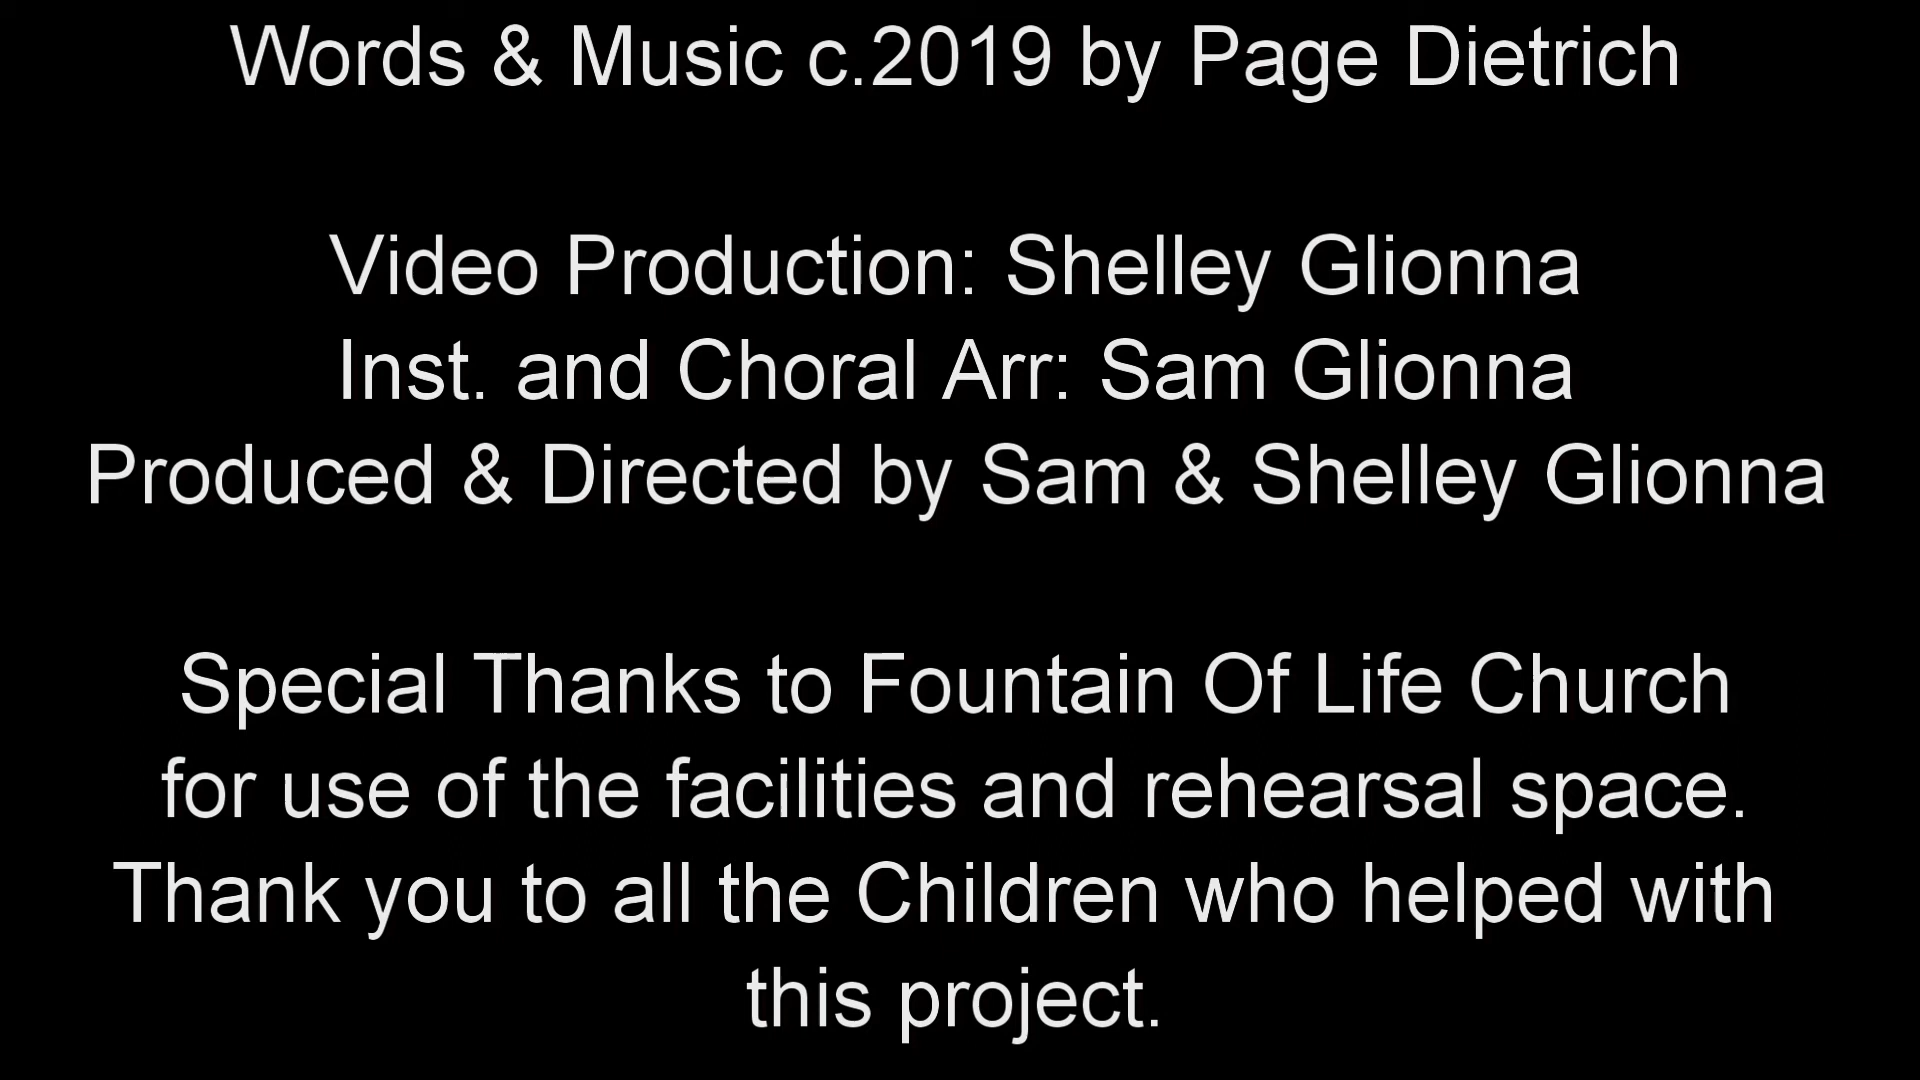 Words & Music c.2019 by Page Dietrich
Video Production: Shelley Glionna
Inst. and Choral Arr: Sam Glionna
Produced & Directed by Sam & Shelley Glionna
Special Thanks to Fountain Of Life Church
for use of the facilities and rehearsal space.
Thank you to all the Children who helped with
this project.